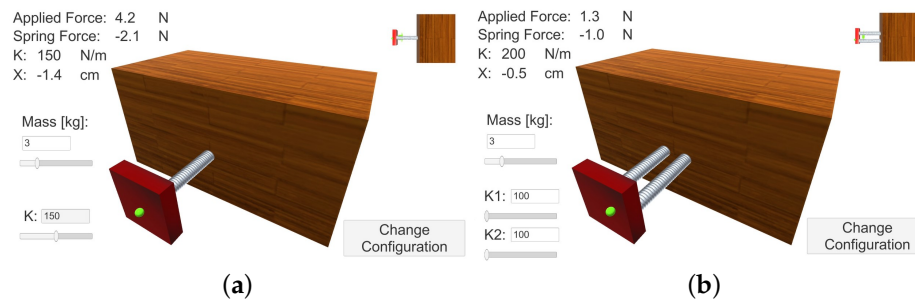 Applied Force: 4.2 N
Spring Force: -2.1 N
K: 150 N/m
X: -1.4 cm
Mass [kg]:
3
K: 150
Change
Configuration
(a)
Applied Force: 1.3 N
Spring Force: -1.0 N
K: 200 N/m
X: -0.5 cm
Mass [kg]:
3
K1: 100
K2: 100
Change
Configuration
(b)